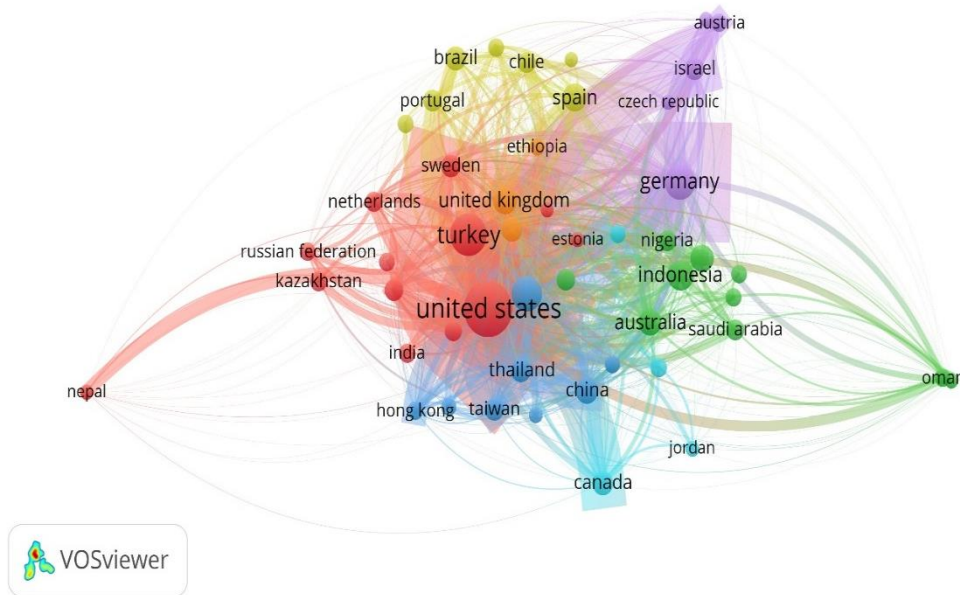 austria
brazil
chile
israel
portugal
spain
czech republic
ethiopia
sweden
germany
netherlands
united kingdom
turkey
estonia
nigeria
russian federation
kazakhstan
indonesia
united states
australia
saudi arabia
india
thailand
nepal
china
oman
hong kong
taiwan
jordan
canada
VOSviewer